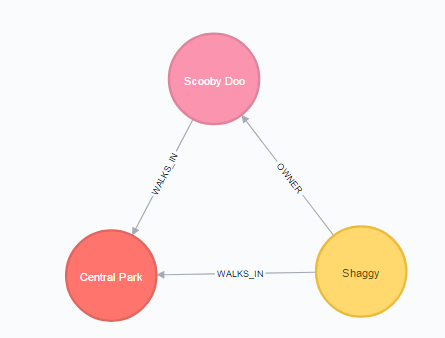 Scooby Doo
WALKS_IN
OWNER
Central Park
WALKS_IN
Shaggy